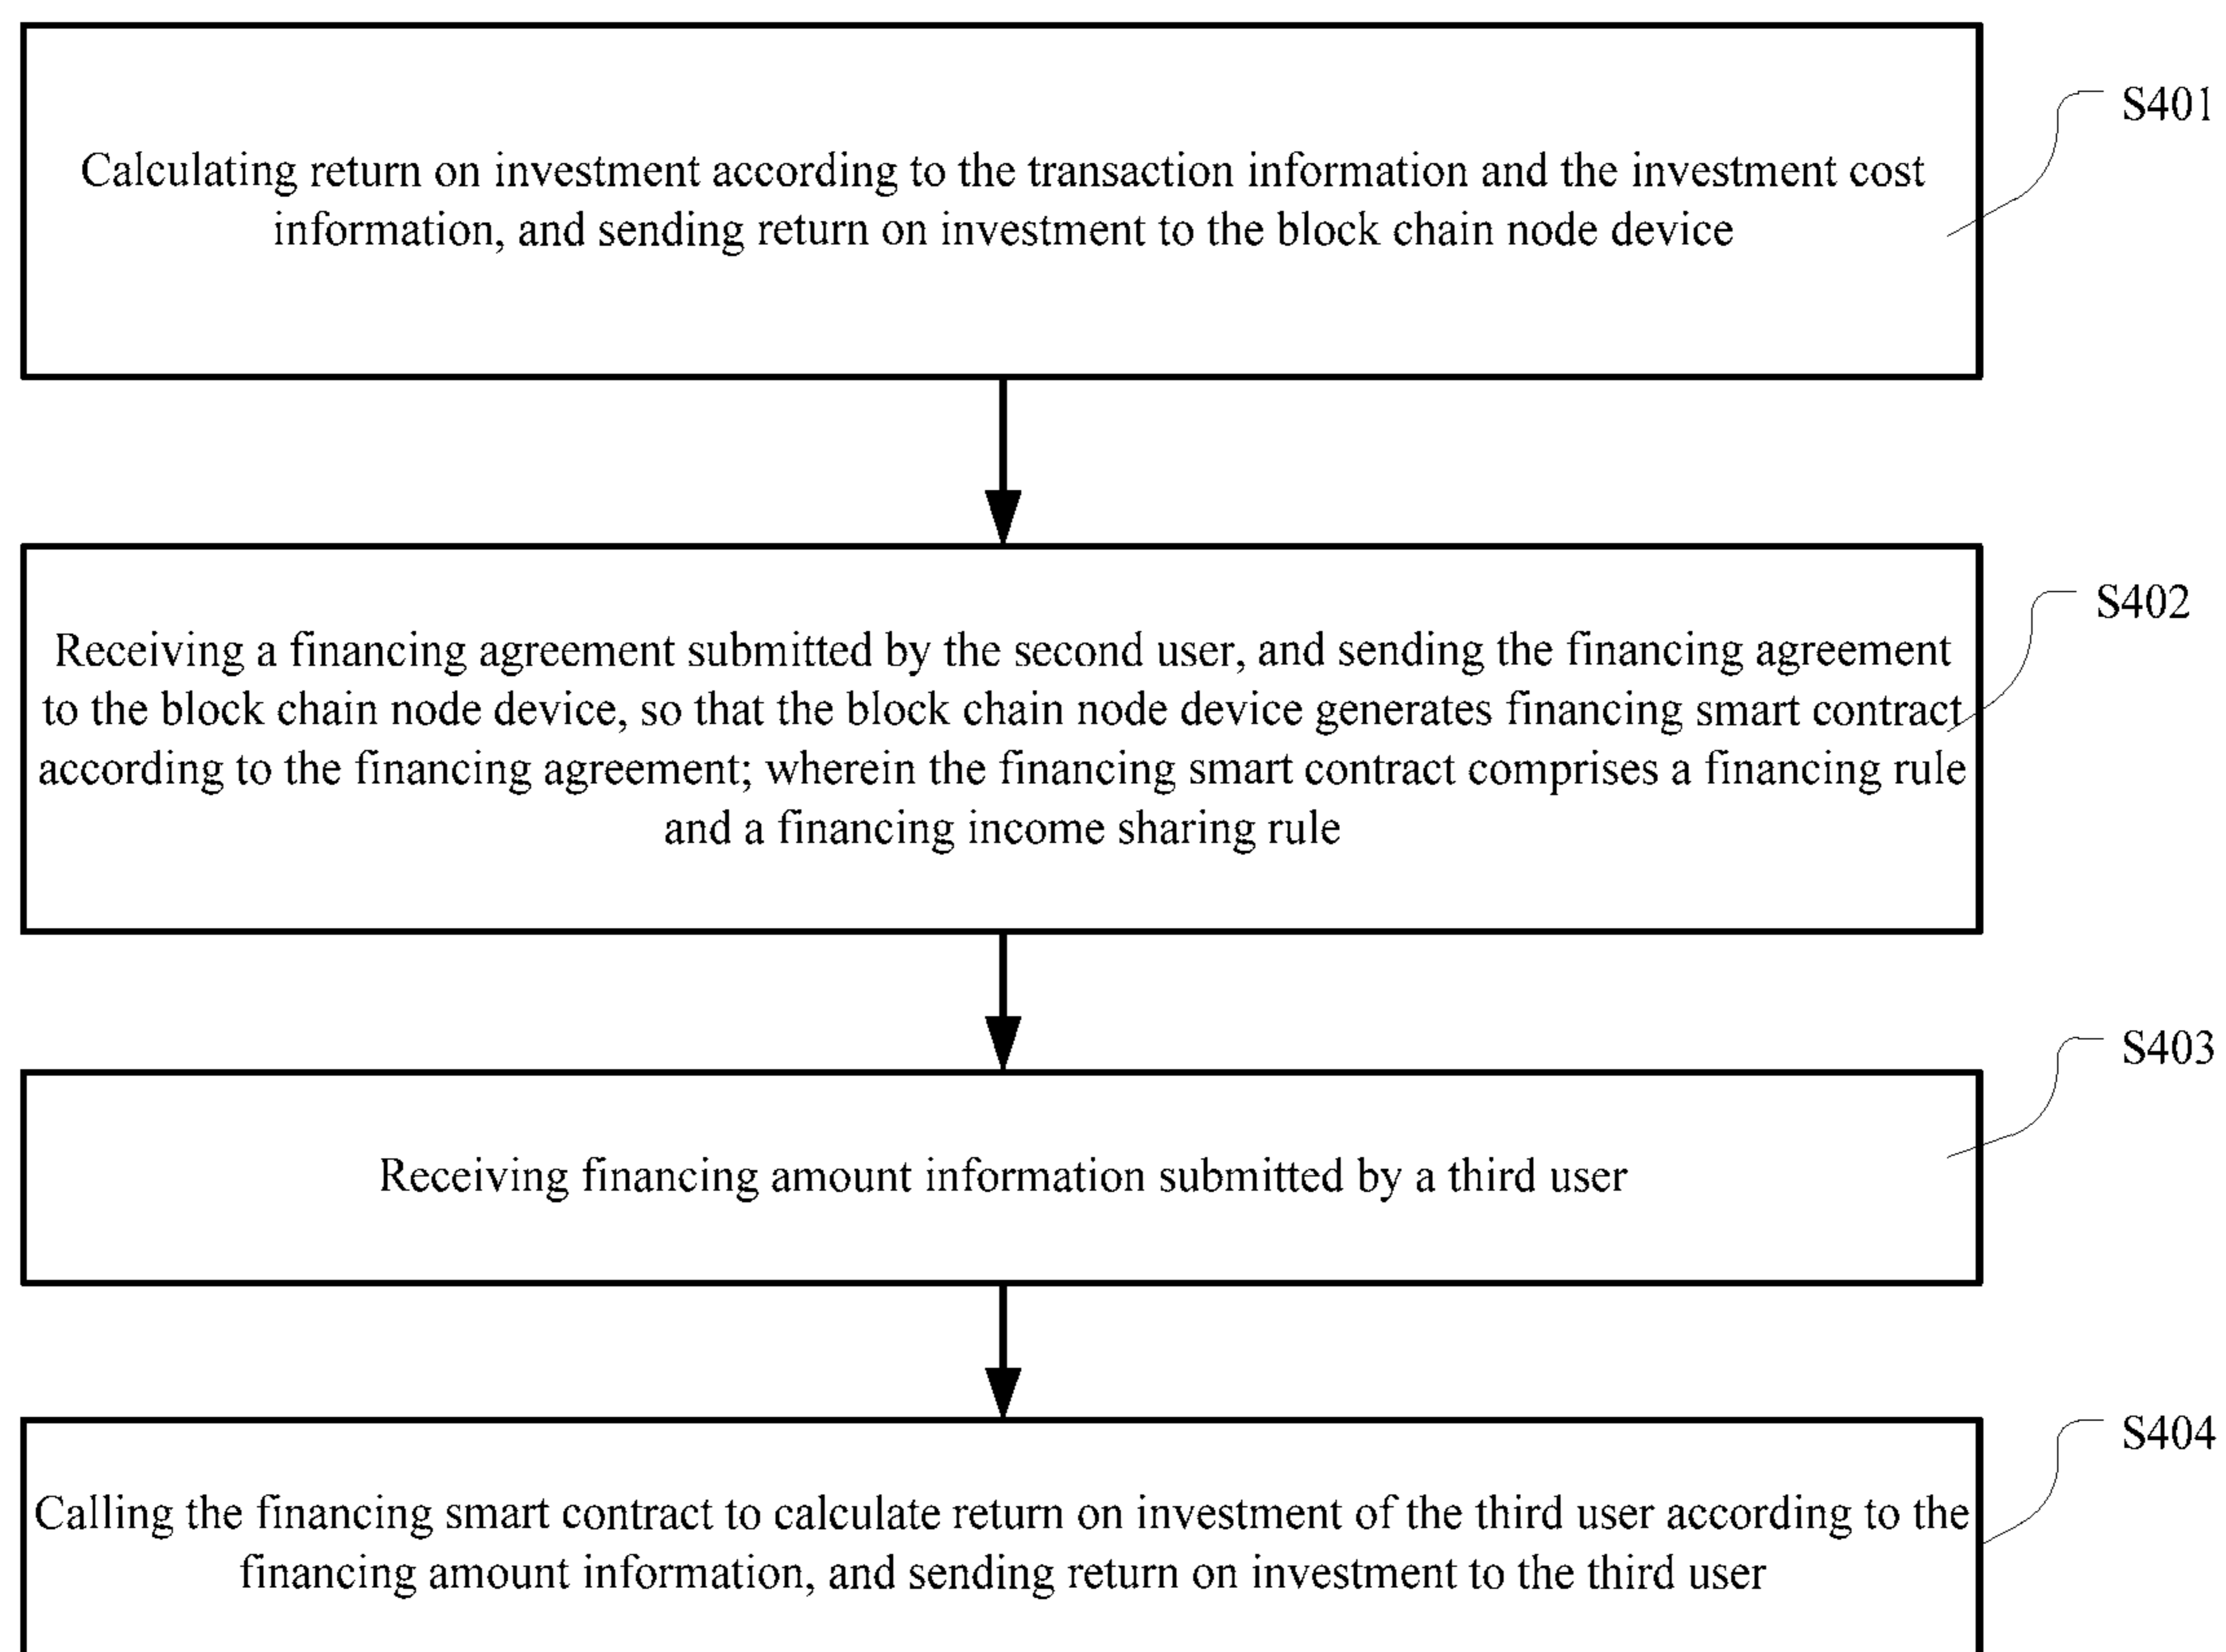 S401
Calculating return on investment according to the transaction information and the investment cost
information, and sending return on investment to the block chain node device
S402
Receiving a financing agreement submitted by the second user, and sending the financing agreement
to the block chain node device, so that the block chain node device generates financing smart contract
according to the financing agreement; wherein the financing smart contract comprises a financing rule
and a financing income sharing rule
S403
Receiving financing amount information submitted by a third user
S404
Calling the financing smart contract to calculate return on investment of the third user according to the
financing amount information, and sending return on investment to the third user